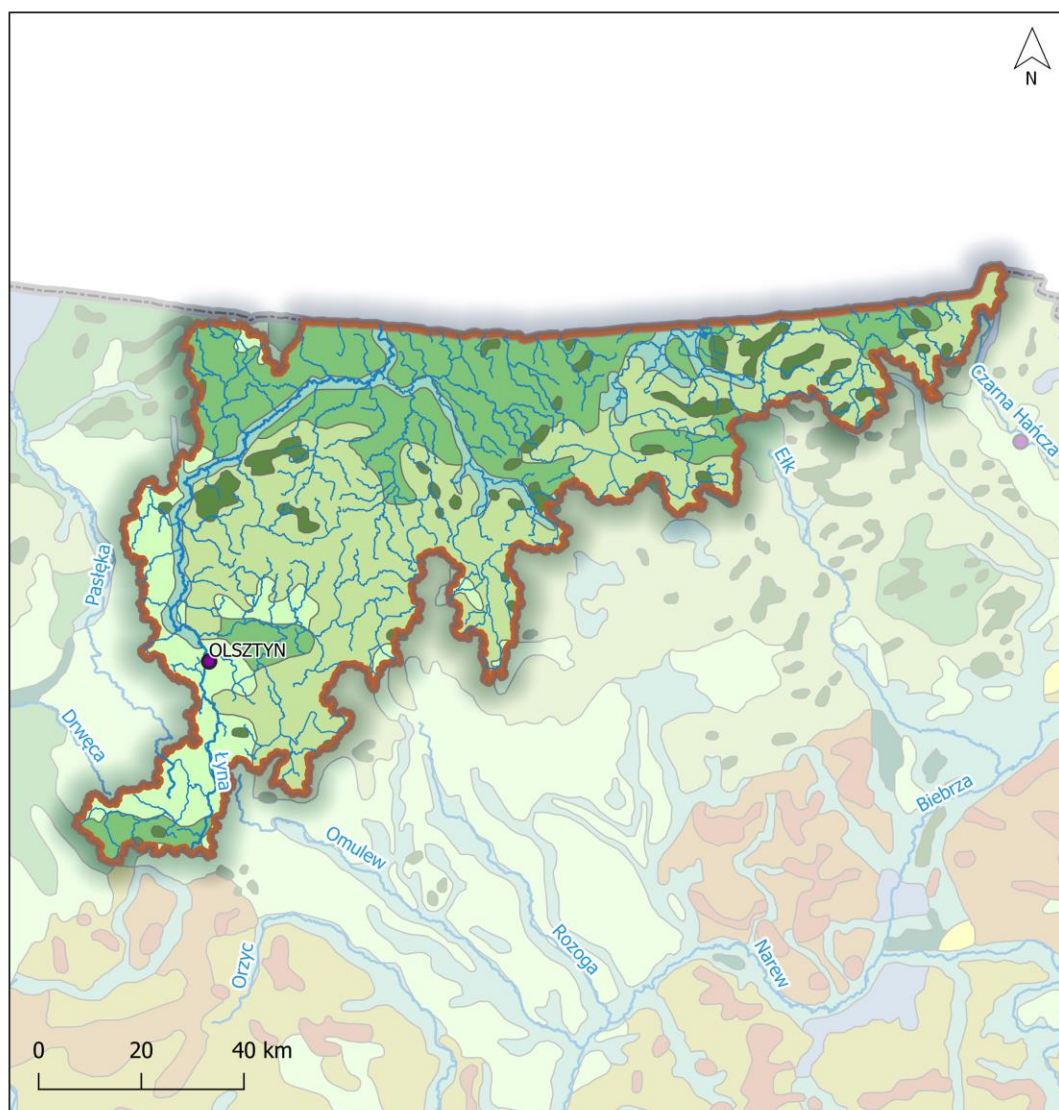 N
Czarna Hańcza
Ełk
Pasłęka
OLSZTYN
Drwęca
Łyna
Biebrza
Omulew
Rozoga
Narew
Orzyc
0 20 40 km